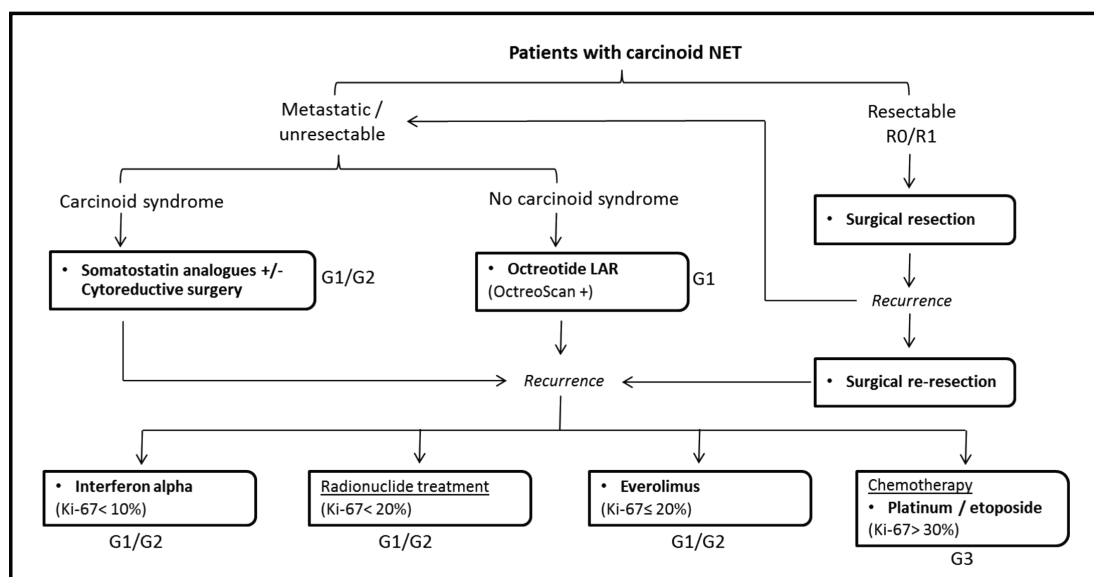 Patients with carcinoid NET
Metastatic /
unresectable
Resectable
R0/R1
Carcinoid syndrome
No carcinoid syndrome
• Surgical resection
• Somatostatin analogues +/-
Cytoreductive surgery
G1/G2
• Octreotide LAR
(OctreoScan +)
G1
Recurrence
Recurrence
• Surgical re-resection
• Interferon alpha
(Ki-67< 10%)
G1/G2
Radionuclide treatment
(Ki-67< 20%)
G1/G2
• Everolimus
(Ki-67≤ 20%)
G1/G2
Chemotherapy
• Platinum / etoposide
(Ki-67> 30%)
G3